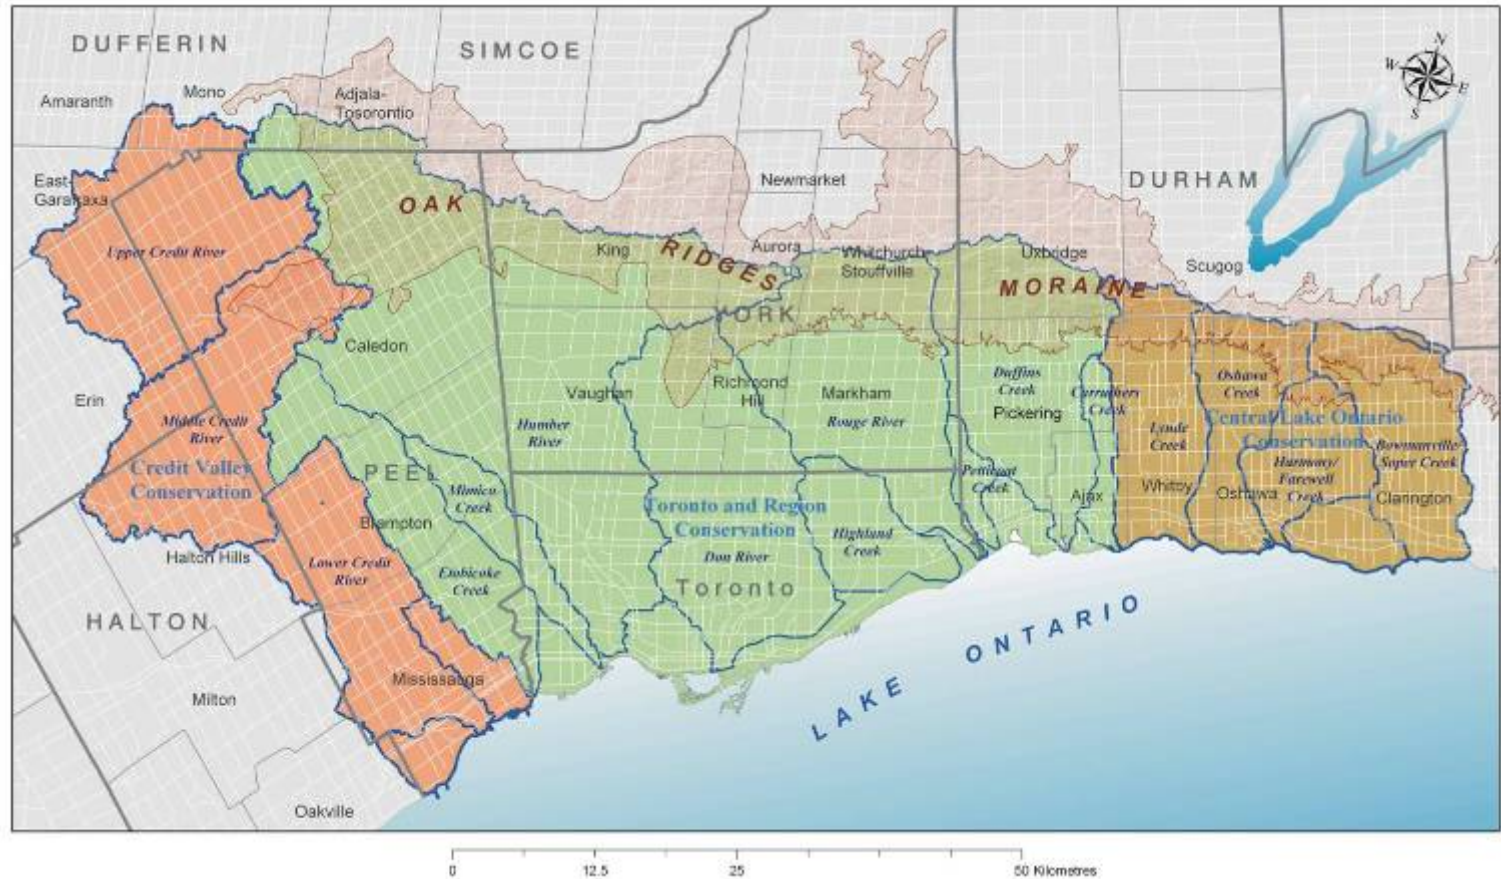 DUFFERIN
SIMCOE
N
W
E
S
Amaranth
Mono
Adjala-
Tosorontio
East-
Garafraxa
Newmarket
DURHAM
OAK
RIDGES
MORAINE
King
Aurora
Whitchurch
Stouffville
Uxbridge
Scugog
Upper Credit River
YORK
Caledon
Erin
Vaughan
Richmond
Hill
Markham
Rouge River
Duffins
Creek
Pickering
Carruthers
Creek
Oshawa
Creek
Central Lake Ontario
Conservation
Lynde
Creek
Bowmanville/
Soper Creek
Harmony/
Farewell
Creek
Middle Credit
River
Humber
River
Credit Valley
Conservation
PEEL
Mimico
Creek
Petticoat
Creek
Ajax
Whitby
Oshawa
Clarington
Toronto and Region
Conservation
Brampton
Highland
Creek
Don River
Halton Hills
Lower Credit
River
Etobicoke
Creek
Toronto
HALTON
LAKE ONTARIO
Mississauga
Milton
Oakville
0 12.5 25 50 Kilometres